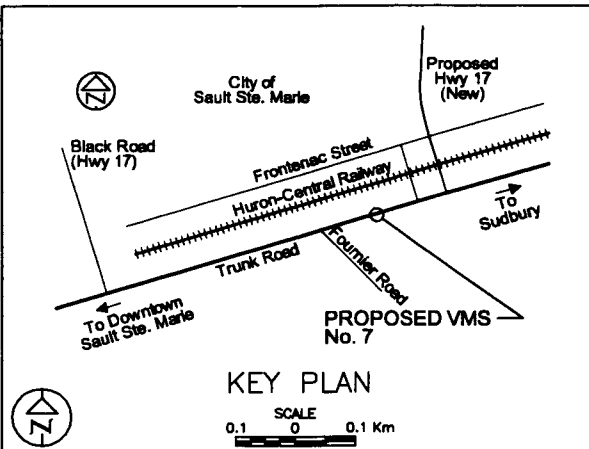 City of
Sault Ste. Marie
Proposed
Hwy 17
(New)
N
Black Road
(Hwy 17)
Frontenac Street
Huron-Central Railway
To
Sudbury
Trunk Road
Fournier Road
To Downtown
Sault Ste. Marie
PROPOSED VMS
No. 7
KEY PLAN
N
SCALE
0.1 0 0.1 Km